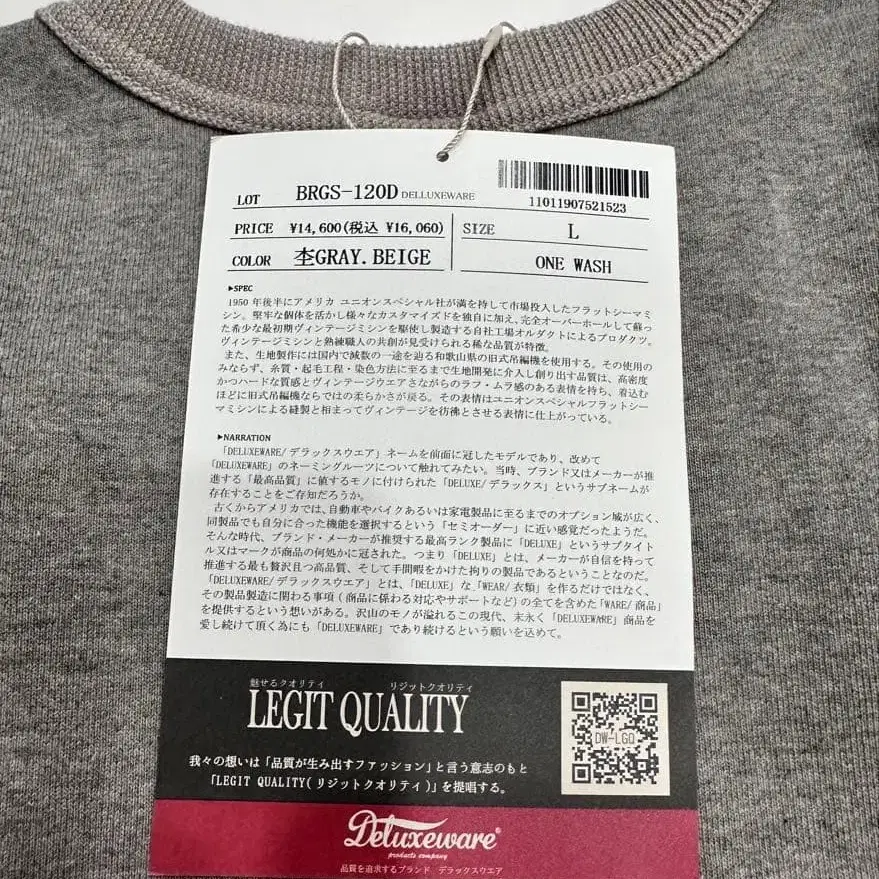 LOT BRGS-120D DELLUXEWARE
11011907521523
PRICE ¥14,600(税込 ¥16,060) SIZE L
COLOR 杢GRAY.BEIGE ONE WASH
▶SPEC
1950 年後半にアメリカ ユニオンスペシャル社が満を持して市場投入したフラットシーマミ
シン。堅牢な個体を活かし様々なカスタマイズドを独自に加え、完全オーバーホールして蘇っ
た希少な最初期ヴィンテージミシンを駆使し製造する自社工場オルダクトによるプロダクツ。
ヴィンテージミシンと熟練職人の共創が見受けられる稀な品質が特徴。
また、生地製作には国内で減数の一途を辿る和歌山県の旧式吊編機を使用する。その使用の
みならず、糸質・起毛工程・染色方法に至るまで生地開発に介入し創り出す品質は、高密度
かつハードな質感とヴィンテージウエアさながらのラフ・ムラ感のある表情を持ち、着込む
ほどに旧式吊編機ならではの柔らかさが戻る。その表情はユニオンスペシャルフラットシー
マミシンによる縫製と相まってヴィンテージを彷彿とさせる表情に仕上がっている。
▶NARRATION
「DELUXEWARE/デラックスウエア」ネームを前面に冠したモデルであり、改めて
「DELUXEWARE」のネーミングルーツについて触れてみたい。当時、ブランド又はメーカーが推
進する「最高品質」に値するモノに付けられた「DELUXE/デラックス」というサブネームが
存在することをご存知だろうか。
古くからアメリカでは、自動車やバイクあるいは家電製品に至るまでのオプション域が広く、
同製品でも自分に合った機能を選択するという「セミオーダー」に近い感覚だったようだ。
そんな時代、ブランド・メーカーが推奨する最高ランク製品に「DELUXE」というサブタイト
ル又はマークが商品の何処かに冠された。つまり「DELUXE」とは、メーカーが自信を持って
推進する最も贅沢且つ高品質、そして手間暇をかけた拘りの製品であるということなのだ。
「DELUXEWARE/デラックスウエア」とは、「DELUXE」な「WEAR/衣類」を作るだけではなく、
その製品製造に関わる事項（商品に係わる対応やサポートなど）の全てを含めた「WARE/商品」
を提供するという想いがある。沢山のモノが溢れるこの現代、末永く「DELUXEWARE」商品を
愛し続けて頂く為にも「DELUXEWARE」であり続けるという願いを込めて。
魅せるクオリティ リジットクオリティ
LEGIT QUALITY
DW-LGQ
我々の想いは「品質が生み出すファッション」と言う意志のもと
「LEGIT QUALITY(リジットクオリティ)」を提唱する。
Deluxeware®
products company
品質を追求するブランド デラックスウエア